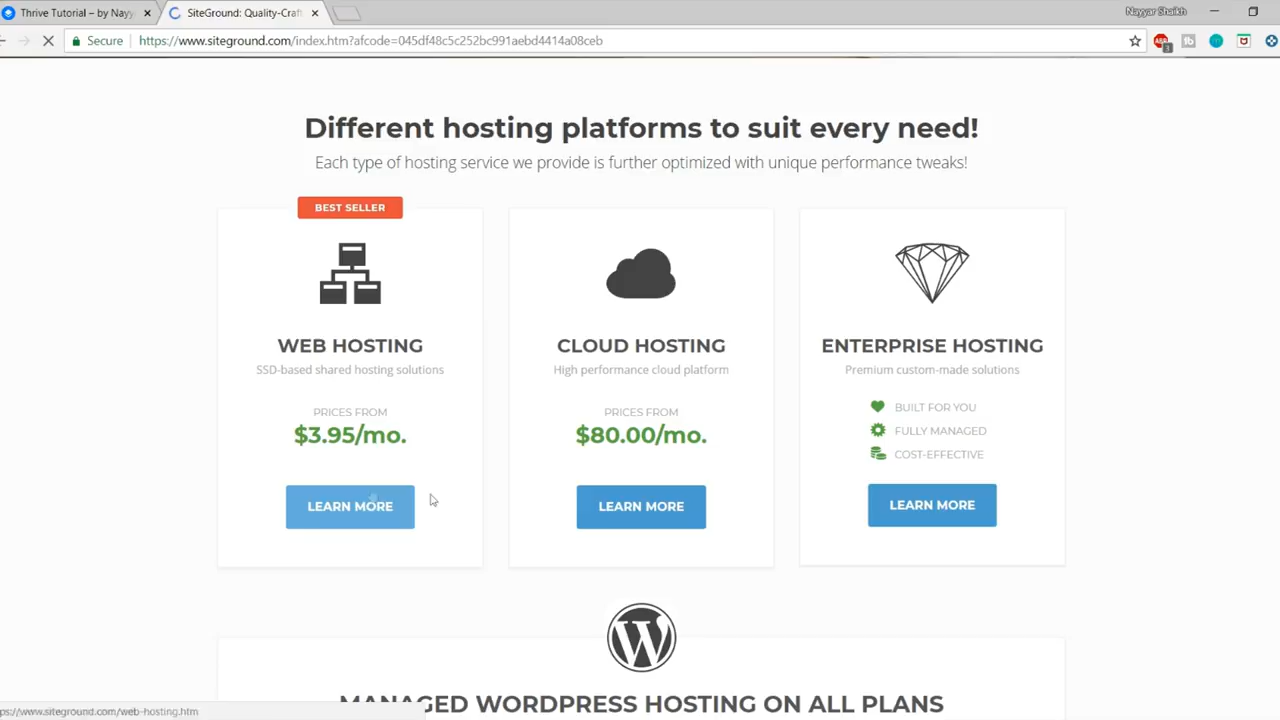 Thrive Tutorial – by Nayy
SiteGround: Quality-Craft
Nayyar Shaikh
Secure
https://www.siteground.com/index.htm?afcode=045df48c5c252bc991aebd4414a08ceb
3
Different hosting platforms to suit every need!
Each type of hosting service we provide is further optimized with unique performance tweaks!
BEST SELLER
WEB HOSTING
SSD-based shared hosting solutions
PRICES FROM
$3.95/mo.
LEARN MORE
CLOUD HOSTING
High performance cloud platform
PRICES FROM
$80.00/mo.
LEARN MORE
ENTERPRISE HOSTING
Premium custom-made solutions
BUILT FOR YOU
FULLY MANAGED
COST-EFFECTIVE
LEARN MORE
MANAGED WORDPRESS HOSTING ON ALL PLANS
ps://www.siteground.com/web-hosting.htm